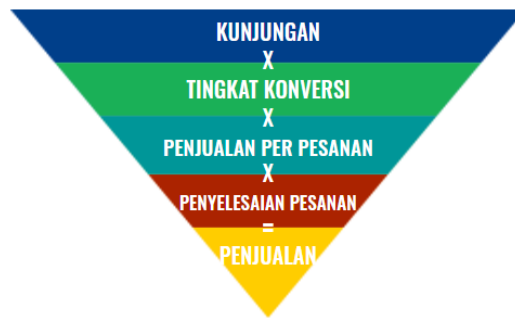 KUNJUNGAN
X
TINGKAT KONVERSI
X
PENJUALAN PER PESANAN
X
PENYELESAIAN PESANAN
=
PENJUALAN